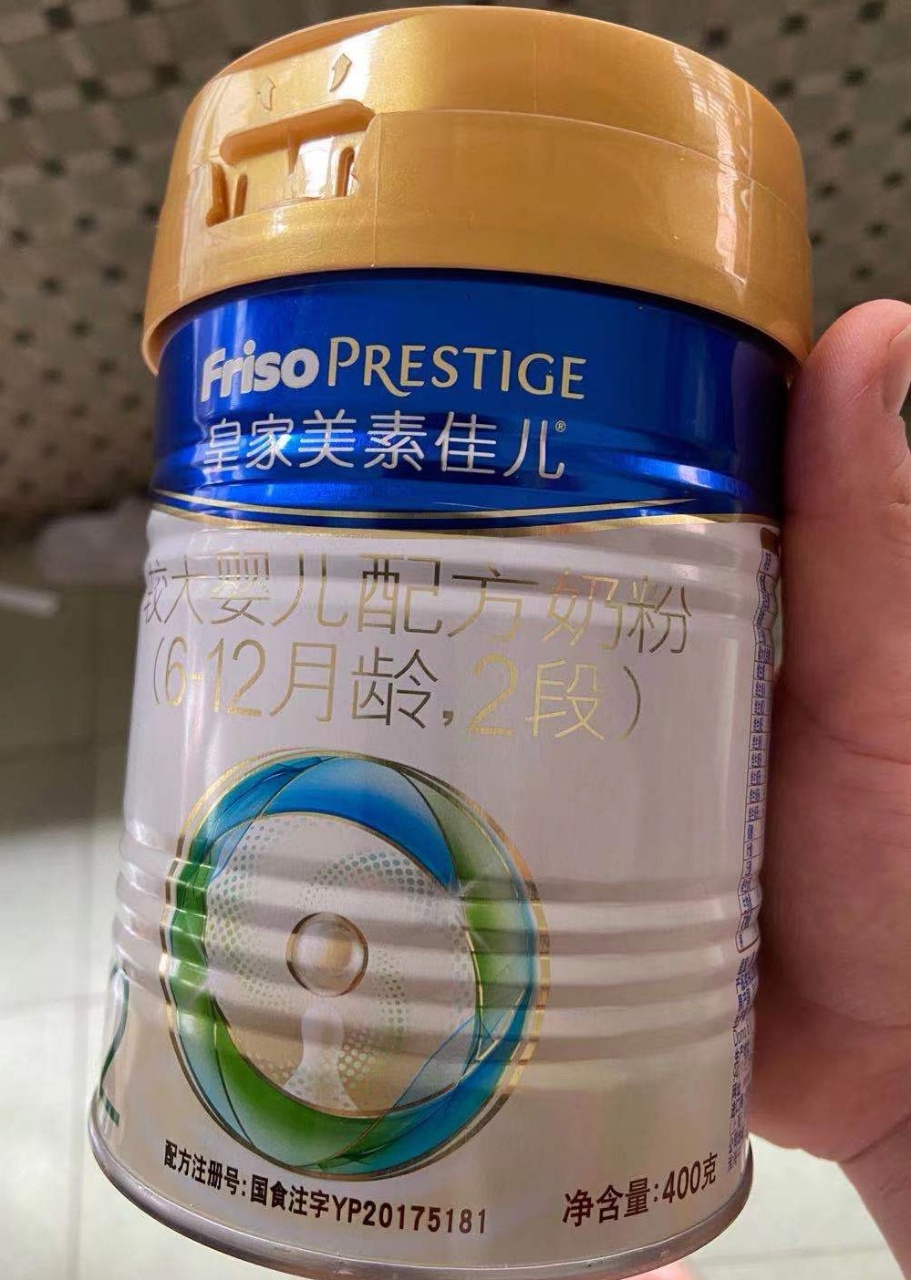 Friso PRESTIGE
皇家美素佳儿®
较大婴儿配方奶粉
(6-12月龄,2段)
2
配方注册号:国食注字YP20175181
净含量:400克